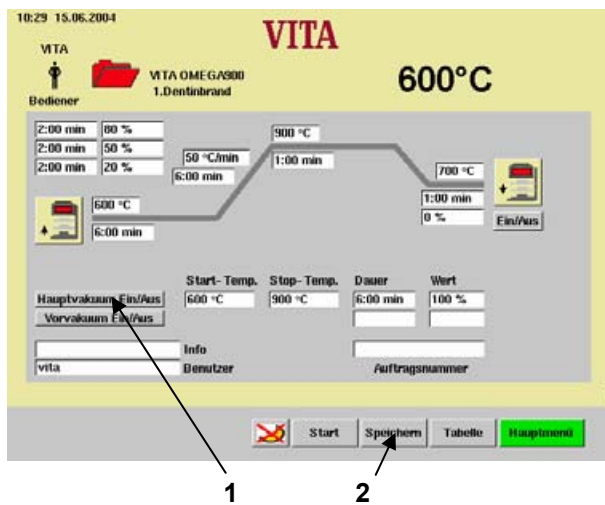 10:29 15.06.2004
VITA
VITA
Bediener
VITA OMEGA900
1.Dentinbrand
600°C
2:00 min 80 %
2:00 min 50 %
2:00 min 20 %
50 °C/min
6:00 min
900 °C
1:00 min
700 °C
1:00 min
0 %
Ein/Aus
600 °C
6:00 min
Start-Temp. Stop-Temp. Dauer Wert
Hauptvakuum Ein/Aus 600 °C 900 °C 6:00 min 100 %
Vorvakuum Ein/Aus
Info
vita Benutzer Auftragsnummer
Start Speichern Tabelle Hauptmenü
1 2